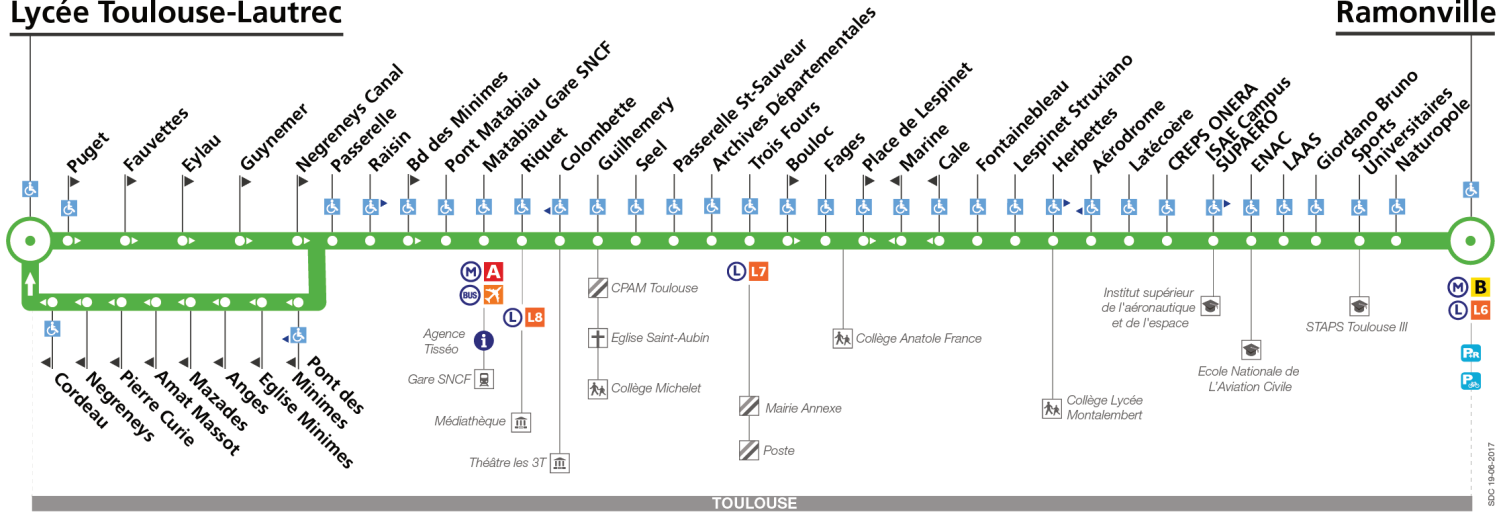 Lycée Toulouse-Lautrec
Ramonville
Puget
Fauvettes
Eylau
Guynemer
Negreneys Canal
Passerelle
Raisin
Bd des Minimes
Pont Matabiau
Matabiau Gare SNCF
Riquet
Colombette
Guilhemery
Seel
Passerelle St-Sauveur
Archives Départementales
Trois Fours
Bouloc
Fages
Place de Lespinet
Marine
Cale
Fontainebleau
Lespinet Struxiano
Herbettes
Aérodrome
Latécoère
CREPS ONERA
ISAE Campus
SUPAERO
ENAC
LAAS
Giordano Bruno
Sports
Universitaires
Naturopole
Cordeau
Negreneys
Pierre Curie
Amat Massot
Mazades
Anges
Eglise Minimes
Pont des
Minimes
M A
BUS
L L8
Agence
Tisséo
i
Gare SNCF
Médiathèque
Théâtre les 3T
CPAM Toulouse
Eglise Saint-Aubin
Collège Michelet
L L7
Mairie Annexe
Poste
Collège Anatole France
Collège Lycée
Montalembert
Institut supérieur
de l'aéronautique
et de l'espace
Ecole Nationale de
L'Aviation Civile
STAPS Toulouse III
M B
L L6
P+R
P
TOULOUSE
SDC 19-06-2017